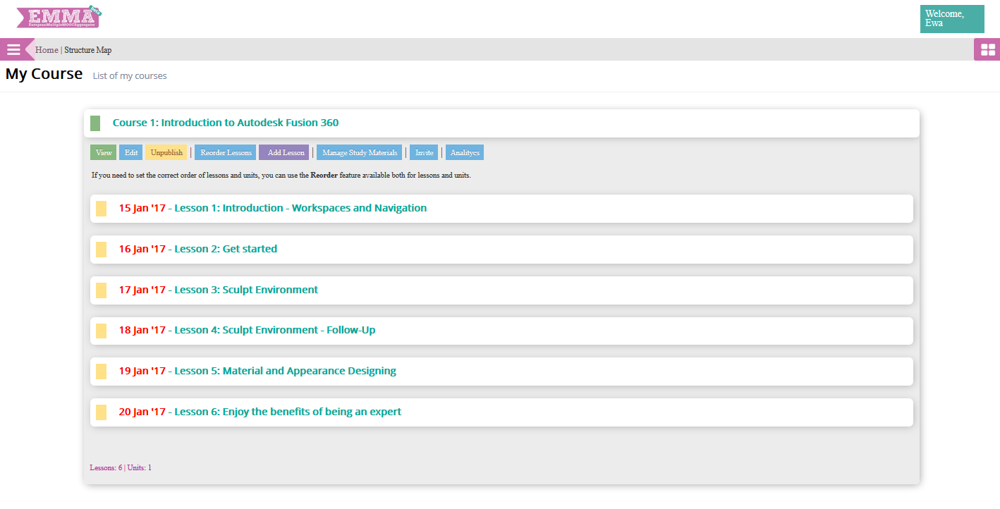 EMMA beta
EuropeanMultipleMOOCAggregator
Welcome,
Ewa
Home | Structure Map
My Course List of my courses
Course 1: Introduction to Autodesk Fusion 360
View Edit Unpublish | Reorder Lessons Add Lesson | Manage Study Materials | Invite | Analitycs
If you need to set the correct order of lessons and units, you can use the Reorder feature available both for lessons and units.
15 Jan '17 - Lesson 1: Introduction - Workspaces and Navigation
16 Jan '17 - Lesson 2: Get started
17 Jan '17 - Lesson 3: Sculpt Environment
18 Jan '17 - Lesson 4: Sculpt Environment - Follow-Up
19 Jan '17 - Lesson 5: Material and Appearance Designing
20 Jan '17 - Lesson 6: Enjoy the benefits of being an expert
Lessons: 6 | Units: 1